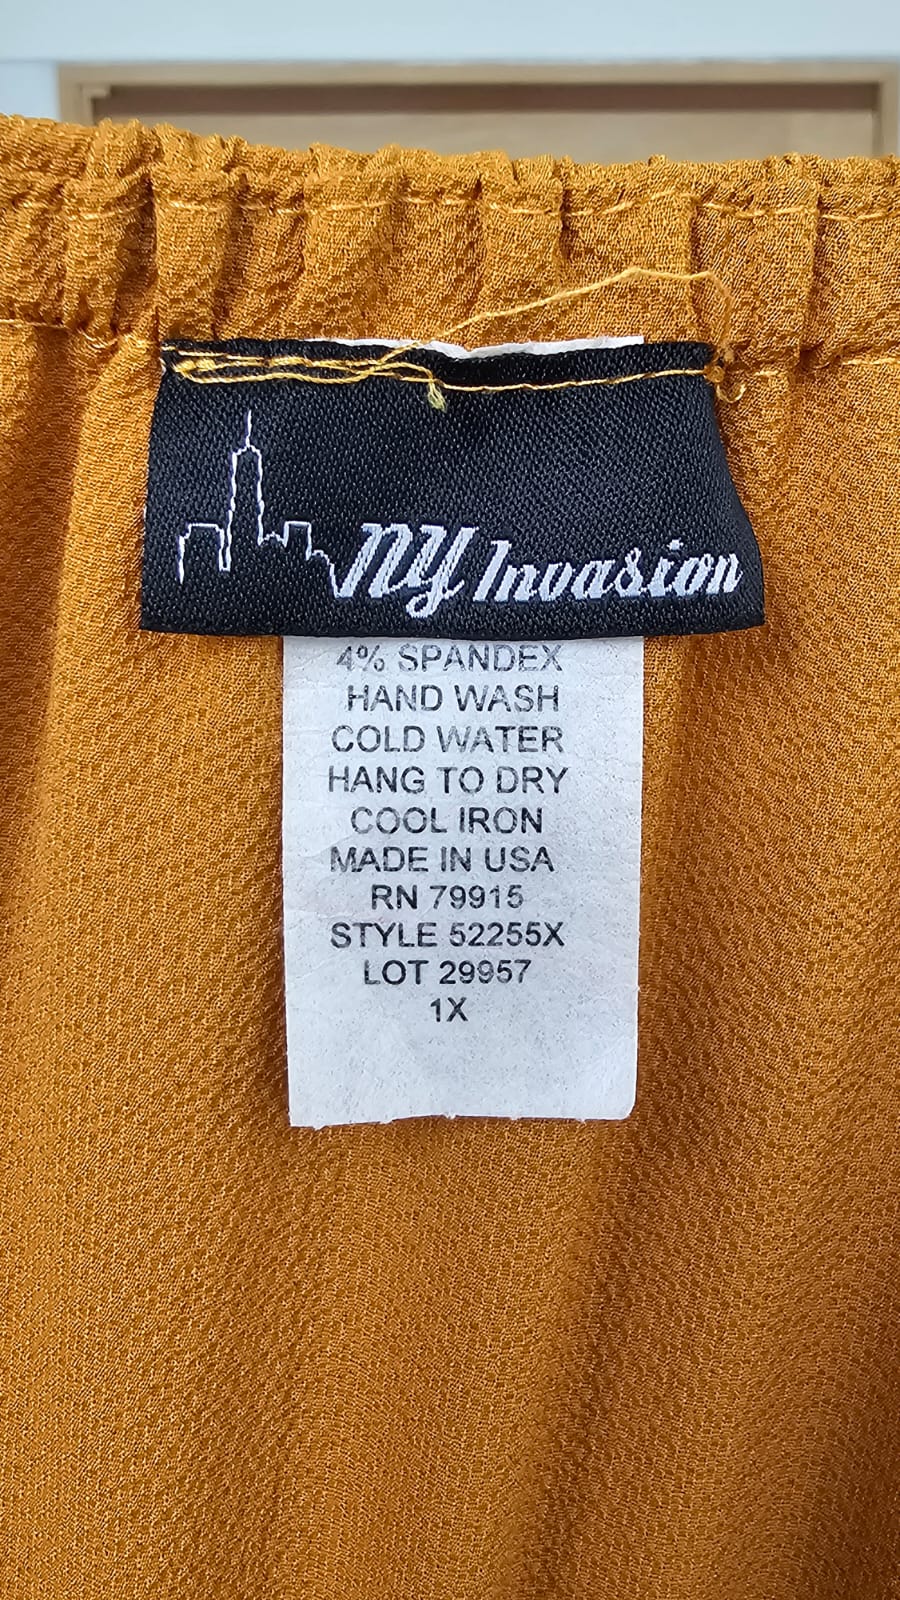 NY Invasion
4% SPANDEX
HAND WASH
COLD WATER
HANG TO DRY
COOL IRON
MADE IN USA
RN 79915
STYLE 52255X
LOT 29957
1X